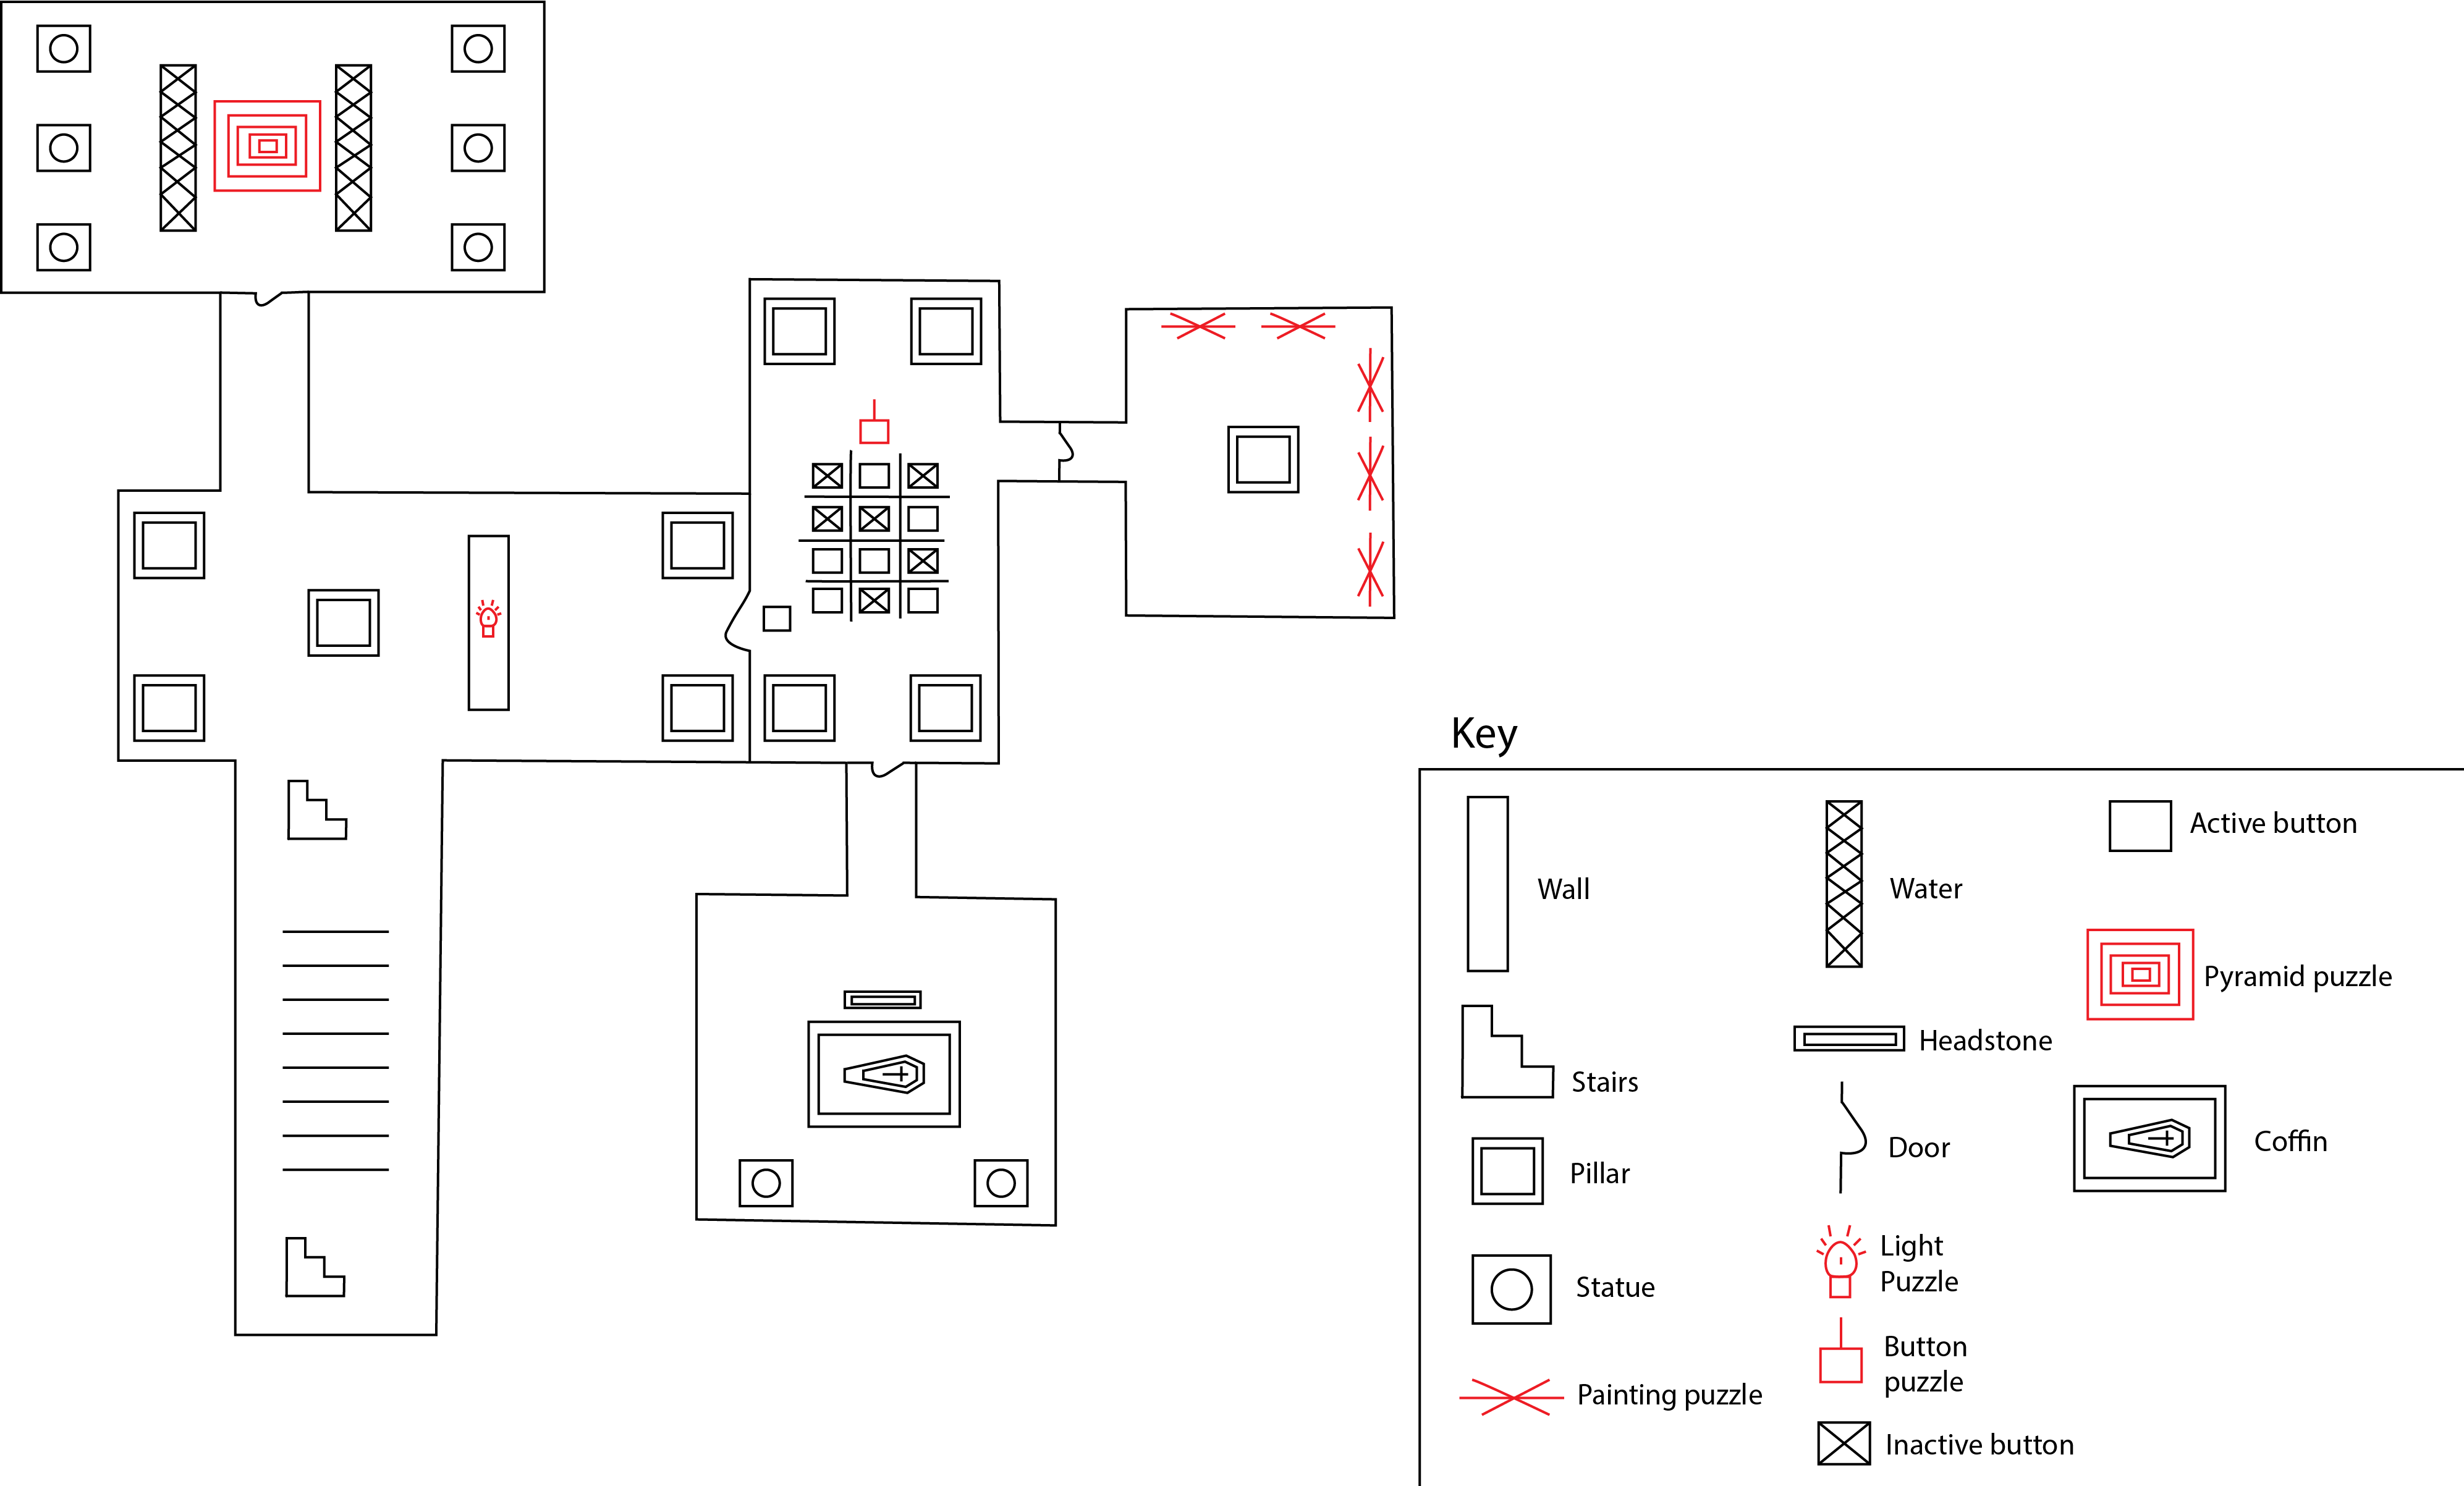 Key
Wall
Stairs
Pillar
Statue
Painting puzzle
Water
Headstone
Door
Light
Puzzle
Button
puzzle
Inactive button
Active button
Pyramid puzzle
Coffin